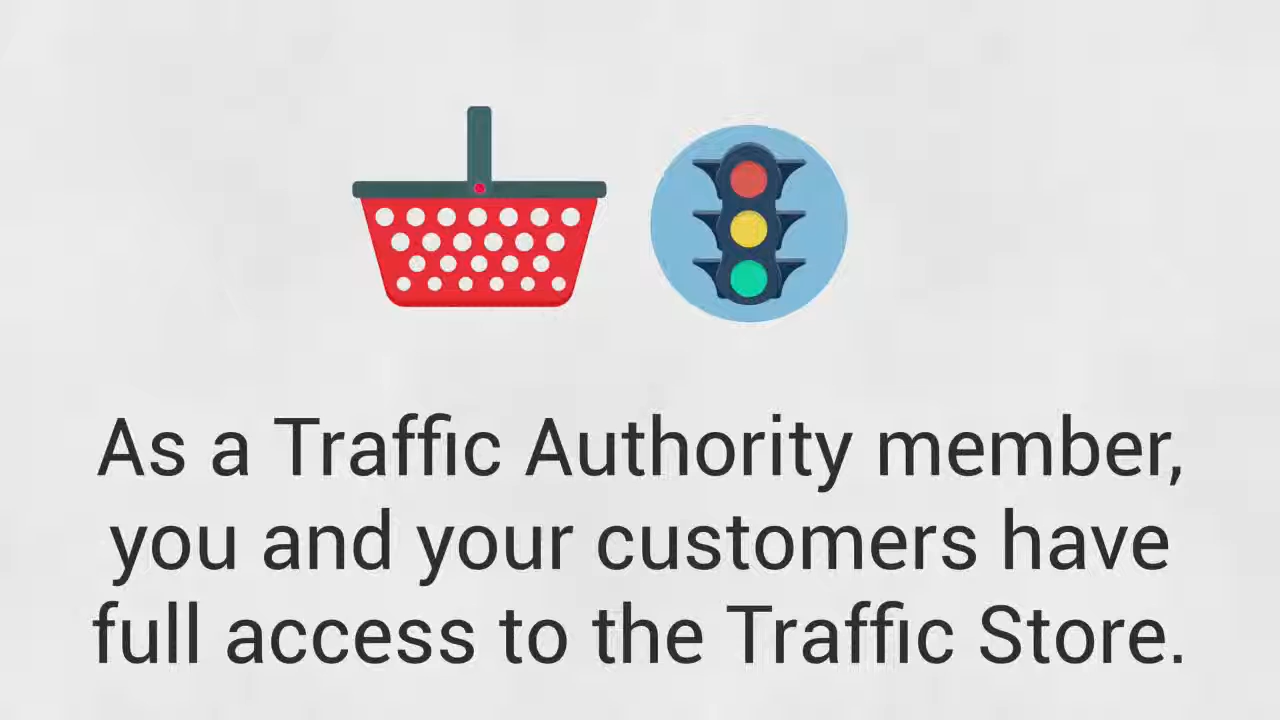 As a Traffic Authority member,
you and your customers have
full access to the Traffic Store.